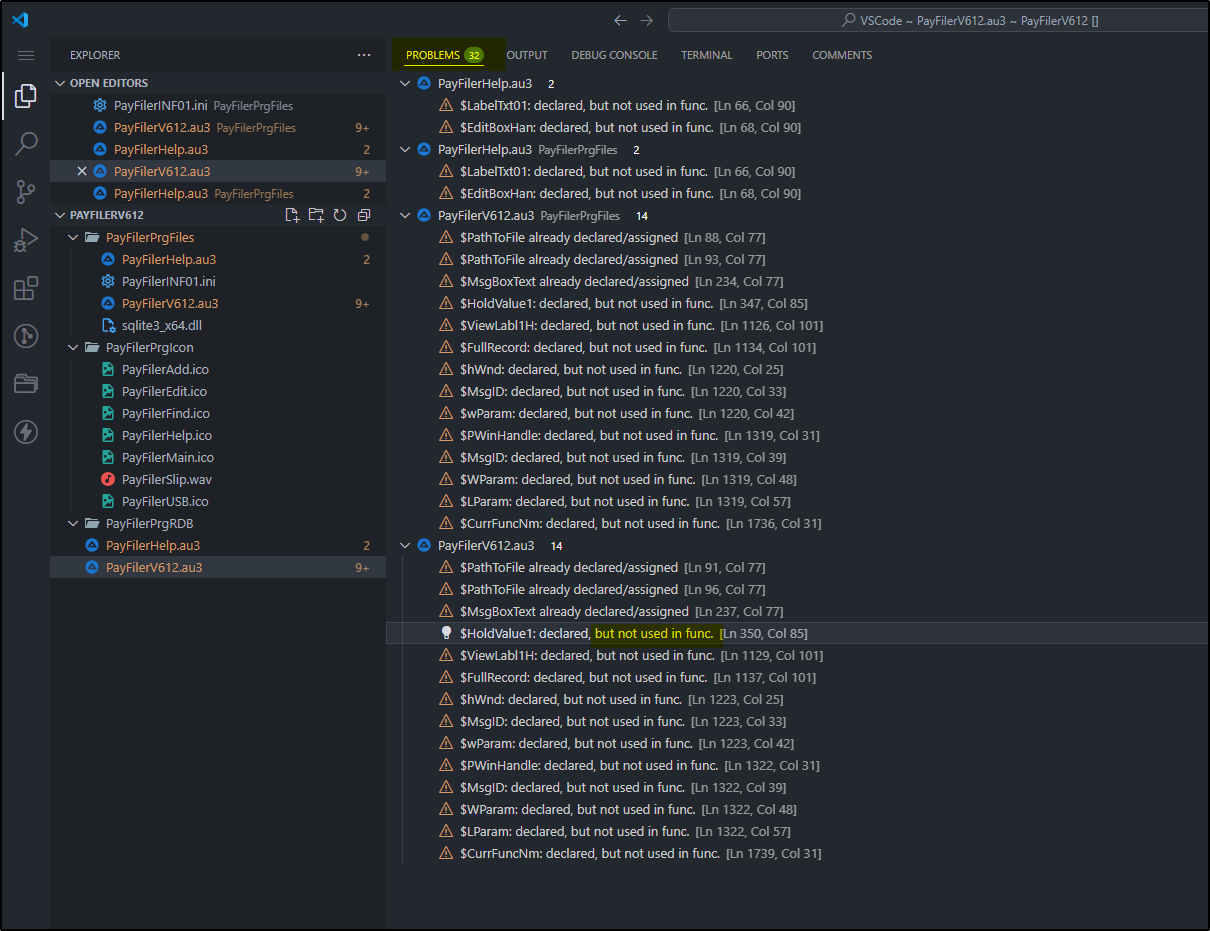 VSCode ~ PayFilerV612.au3 ~ PayFilerV612 []
EXPLORER
OPEN EDITORS
PayFilerINF01.ini PayFilerPrgFiles
PayFilerV612.au3 PayFilerPrgFiles 9+
PayFilerHelp.au3 2
PayFilerV612.au3 9+
PayFilerHelp.au3 PayFilerPrgFiles 2
PAYFILERV612
PayFilerPrgFiles
PayFilerHelp.au3 2
PayFilerINF01.ini
PayFilerV612.au3 9+
sqlite3_x64.dll
PayFilerPrgIcon
PayFilerAdd.ico
PayFilerEdit.ico
PayFilerFind.ico
PayFilerHelp.ico
PayFilerMain.ico
PayFilerSlip.wav
PayFilerUSB.ico
PayFilerPrgRDB
PayFilerHelp.au3 2
PayFilerV612.au3 9+
PROBLEMS 32 OUTPUT DEBUG CONSOLE TERMINAL PORTS COMMENTS
PayFilerHelp.au3 2
$LabelTxt01: declared, but not used in func. [Ln 66, Col 90]
$EditBoxHan: declared, but not used in func. [Ln 68, Col 90]
PayFilerHelp.au3 PayFilerPrgFiles 2
$LabelTxt01: declared, but not used in func. [Ln 66, Col 90]
$EditBoxHan: declared, but not used in func. [Ln 68, Col 90]
PayFilerV612.au3 PayFilerPrgFiles 14
$PathToFile already declared/assigned [Ln 88, Col 77]
$PathToFile already declared/assigned [Ln 93, Col 77]
$MsgBoxText already declared/assigned [Ln 234, Col 77]
$HoldValue1: declared, but not used in func. [Ln 347, Col 85]
$ViewLabl1H: declared, but not used in func. [Ln 1126, Col 101]
$FullRecord: declared, but not used in func. [Ln 1134, Col 101]
$hWnd: declared, but not used in func. [Ln 1220, Col 25]
$MsgID: declared, but not used in func. [Ln 1220, Col 33]
$wParam: declared, but not used in func. [Ln 1220, Col 42]
$PWinHandle: declared, but not used in func. [Ln 1319, Col 31]
$MsgID: declared, but not used in func. [Ln 1319, Col 39]
$WParam: declared, but not used in func. [Ln 1319, Col 48]
$LParam: declared, but not used in func. [Ln 1319, Col 57]
$CurrFuncNm: declared, but not used in func. [Ln 1736, Col 31]
PayFilerV612.au3 14
$PathToFile already declared/assigned [Ln 91, Col 77]
$PathToFile already declared/assigned [Ln 96, Col 77]
$MsgBoxText already declared/assigned [Ln 237, Col 77]
$HoldValue1: declared, but not used in func. [Ln 350, Col 85]
$ViewLabl1H: declared, but not used in func. [Ln 1129, Col 101]
$FullRecord: declared, but not used in func. [Ln 1137, Col 101]
$hWnd: declared, but not used in func. [Ln 1223, Col 25]
$MsgID: declared, but not used in func. [Ln 1223, Col 33]
$wParam: declared, but not used in func. [Ln 1223, Col 42]
$PWinHandle: declared, but not used in func. [Ln 1322, Col 31]
$MsgID: declared, but not used in func. [Ln 1322, Col 39]
$WParam: declared, but not used in func. [Ln 1322, Col 48]
$LParam: declared, but not used in func. [Ln 1322, Col 57]
$CurrFuncNm: declared, but not used in func. [Ln 1739, Col 31]